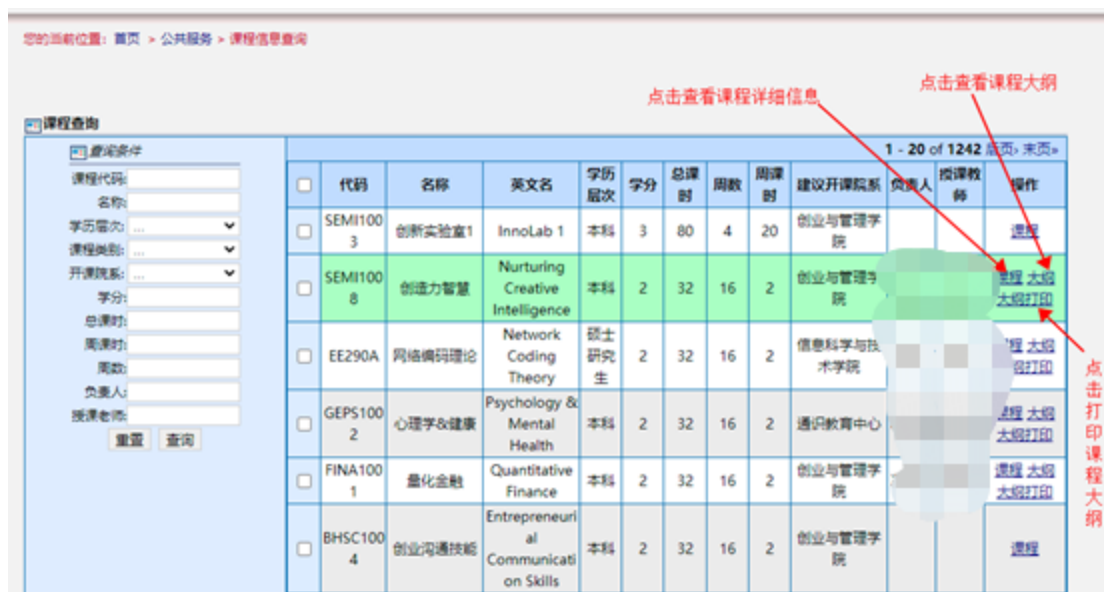 您的当前位置：首页 > 公共服务 > 课程信息查询
点击查看课程大纲
点击查看课程详细信息
课程查询
查询条件
课程代码:
名称:
学历层次: ...
课程类别: ...
开课院系: ...
学分:
总课时:
周课时:
周数:
负责人:
授课老师:
重置 查询
1 - 20 of 1242 后页› 末页»
代码 名称 英文名 学历层次 学分 总课时 周数 周课时 建议开课院系 负责人 授课教师 操作
SEMI1003 创新实验室1 InnoLab 1 本科 3 80 4 20 创业与管理学院 课程
SEMI1008 创造力智慧 Nurturing Creative Intelligence 本科 2 32 16 2 创业与管理学院 课程 大纲 大纲打印
EE290A 网络编码理论 Network Coding Theory 硕士研究生 2 32 16 2 信息科学与技术学院 程 大纲 纲打印
GEPS1002 心理学&健康 Psychology & Mental Health 本科 2 32 16 2 通识教育中心 课程 大纲 大纲打印
FINA1001 量化金融 Quantitative Finance 本科 2 32 16 2 创业与管理学院 课程 大纲 大纲打印
BHSC1004 创业沟通技能 Entrepreneurial Communication Skills 本科 2 32 16 2 创业与管理学院 课程
点击打印课程大纲